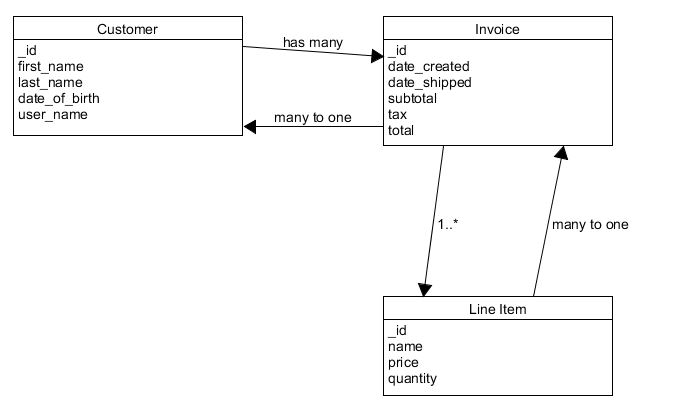 Customer
_id
first_name
last_name
date_of_birth
user_name
has many
many to one
Invoice
_id
date_created
date_shipped
subtotal
tax
total
1..*
many to one
Line Item
_id
name
price
quantity